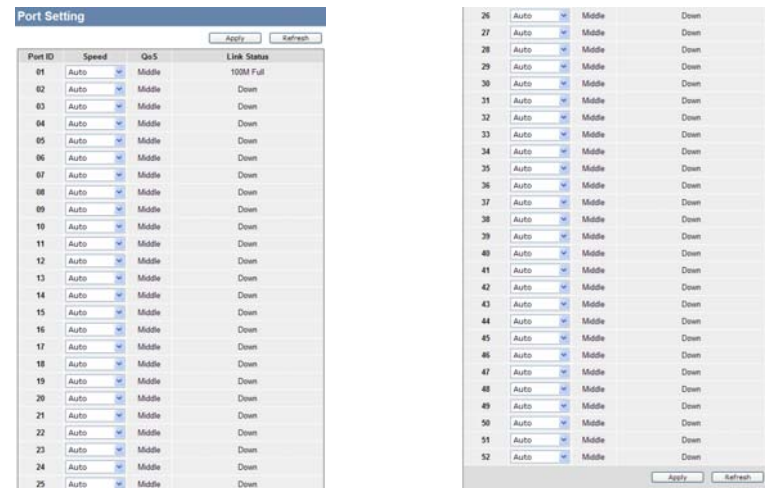 Port Setting
Apply Refresh
Port ID Speed QoS Link Status
01 Auto Middle 100M Full
02 Auto Middle Down
03 Auto Middle Down
04 Auto Middle Down
05 Auto Middle Down
06 Auto Middle Down
07 Auto Middle Down
08 Auto Middle Down
09 Auto Middle Down
10 Auto Middle Down
11 Auto Middle Down
12 Auto Middle Down
13 Auto Middle Down
14 Auto Middle Down
15 Auto Middle Down
16 Auto Middle Down
17 Auto Middle Down
18 Auto Middle Down
19 Auto Middle Down
20 Auto Middle Down
21 Auto Middle Down
22 Auto Middle Down
23 Auto Middle Down
24 Auto Middle Down
25 Auto Middle Down
26 Auto Middle Down
27 Auto Middle Down
28 Auto Middle Down
29 Auto Middle Down
30 Auto Middle Down
31 Auto Middle Down
32 Auto Middle Down
33 Auto Middle Down
34 Auto Middle Down
35 Auto Middle Down
36 Auto Middle Down
37 Auto Middle Down
38 Auto Middle Down
39 Auto Middle Down
40 Auto Middle Down
41 Auto Middle Down
42 Auto Middle Down
43 Auto Middle Down
44 Auto Middle Down
45 Auto Middle Down
46 Auto Middle Down
47 Auto Middle Down
48 Auto Middle Down
49 Auto Middle Down
50 Auto Middle Down
51 Auto Middle Down
52 Auto Middle Down
Apply Refresh